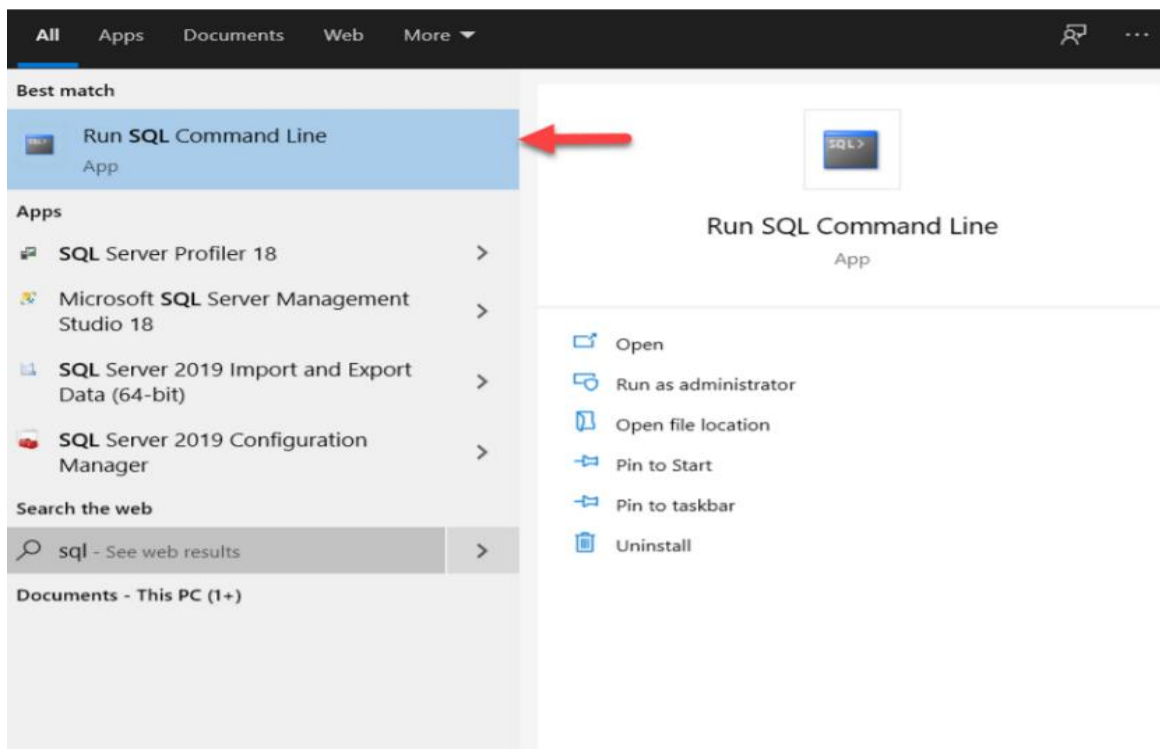 All Apps Documents Web More
Best match
Run SQL Command Line
App
Apps
SQL Server Profiler 18
Microsoft SQL Server Management
Studio 18
SQL Server 2019 Import and Export
Data (64-bit)
SQL Server 2019 Configuration
Manager
Search the web
sql - See web results
Documents - This PC (1+)
SQL>
Run SQL Command Line
App
Open
Run as administrator
Open file location
Pin to Start
Pin to taskbar
Uninstall